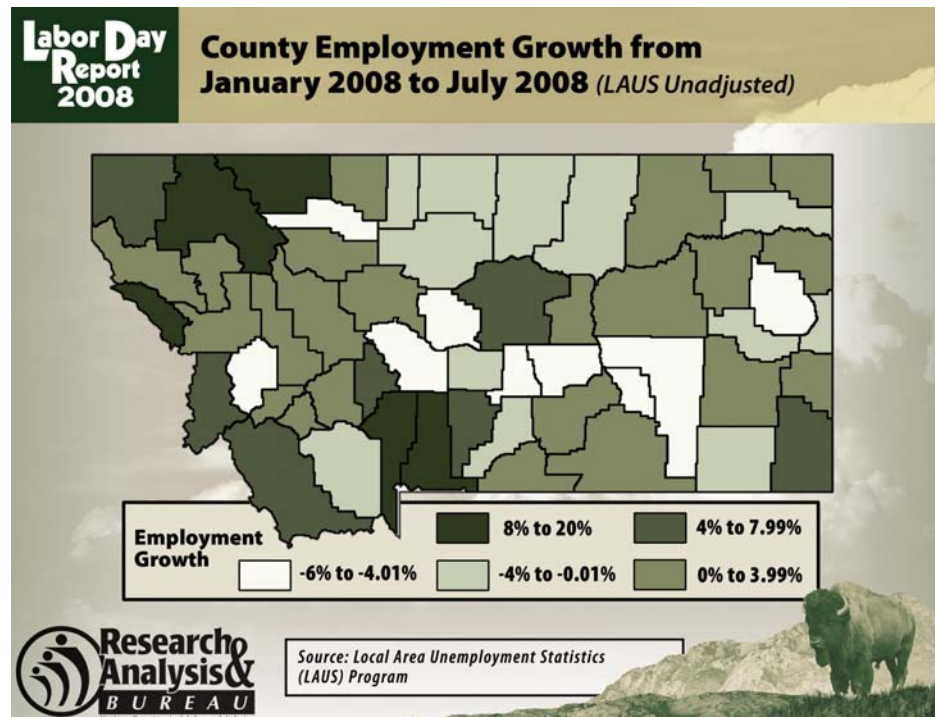 Labor Day
Report
2008
County Employment Growth from
January 2008 to July 2008 (LAUS Unadjusted)
Employment
Growth
8% to 20%
4% to 7.99%
-6% to -4.01%
-4% to -0.01%
0% to 3.99%
Research
Analysis&
BUREAU
Source: Local Area Unemployment Statistics
(LAUS) Program